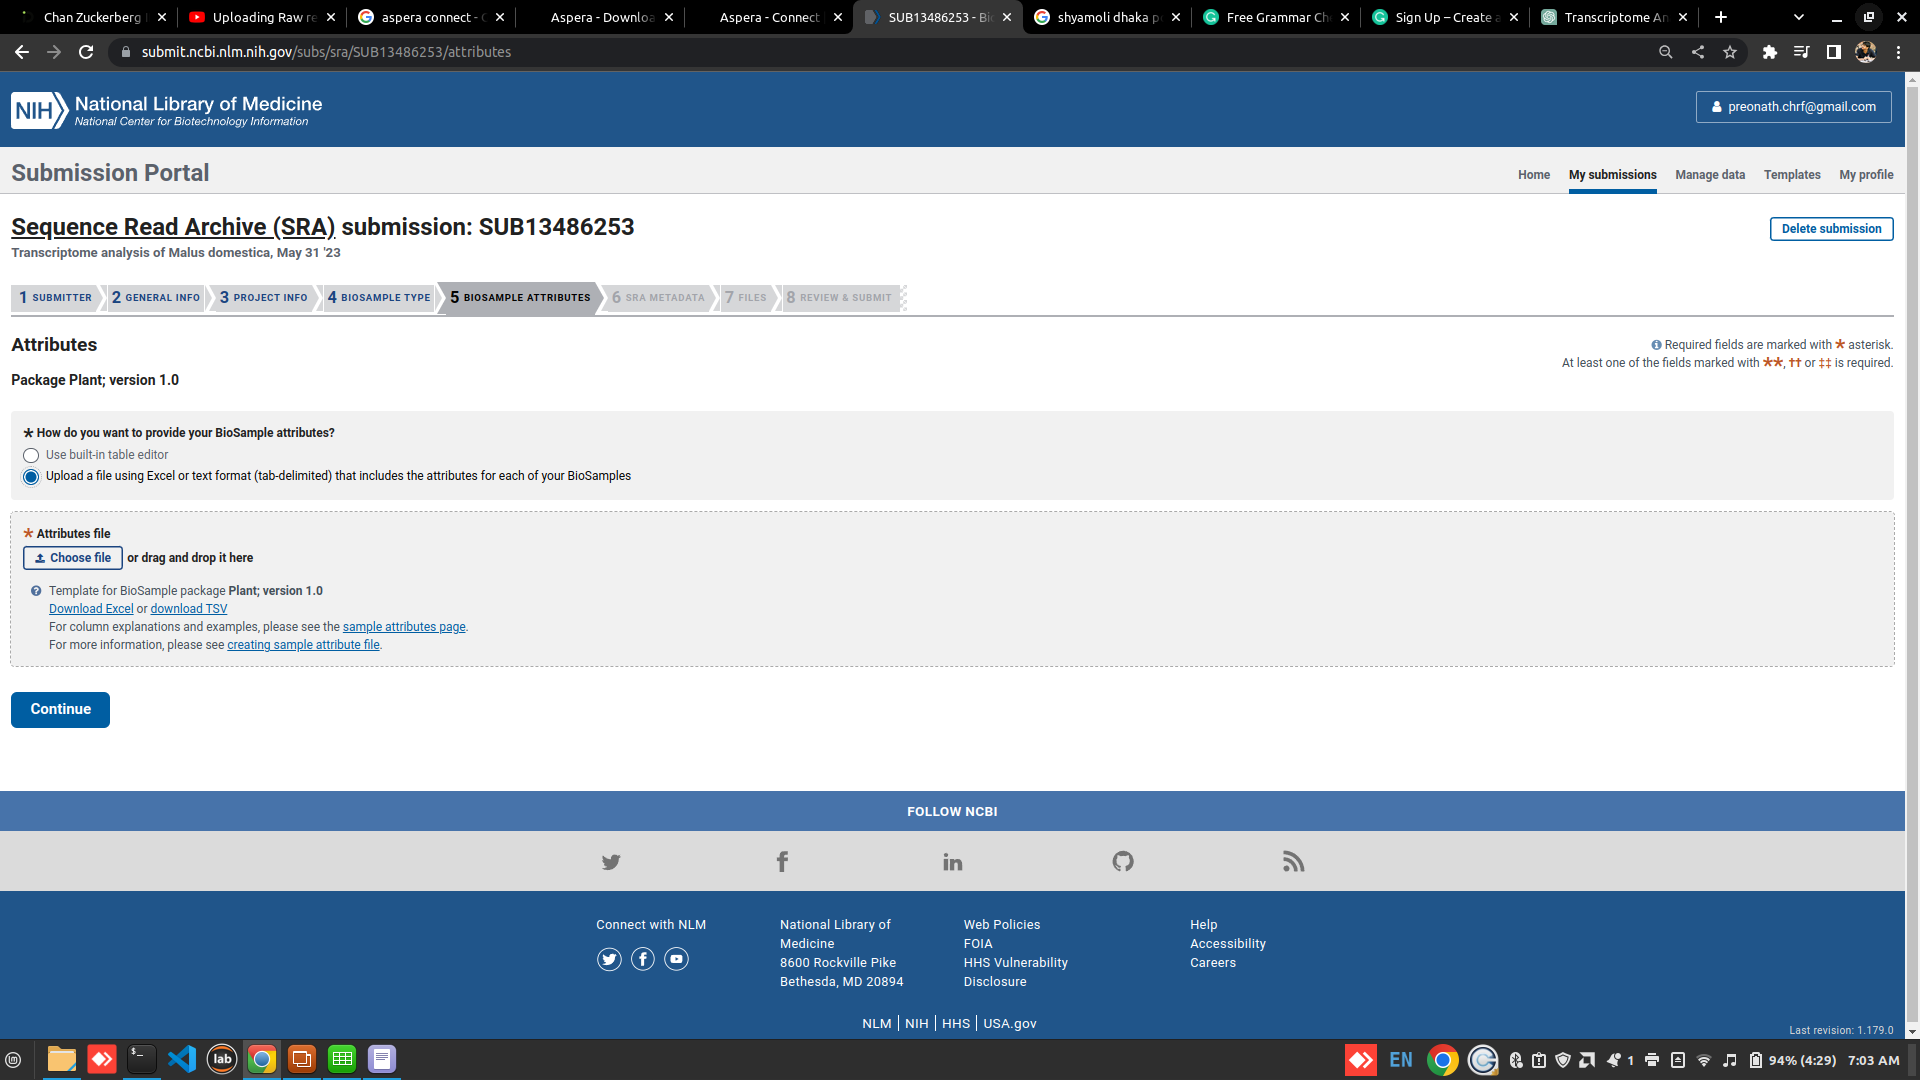 Chan Zuckerberg
Uploading Raw re
aspera connect - G
Aspera - Downloa
Aspera - Connect
SUB13486253 - Bi
shyamoli dhaka p
Free Grammar Che
Sign Up – Create a
Transcriptome An
submit.ncbi.nlm.nih.gov/subs/sra/SUB13486253/attributes
NIH National Library of Medicine
National Center for Biotechnology Information
preonath.chrf@gmail.com
Submission Portal
Home My submissions Manage data Templates My profile
Sequence Read Archive (SRA) submission: SUB13486253
Delete submission
Transcriptome analysis of Malus domestica, May 31 '23
1 SUBMITTER 2 GENERAL INFO 3 PROJECT INFO 4 BIOSAMPLE TYPE 5 BIOSAMPLE ATTRIBUTES 6 SRA METADATA 7 FILES 8 REVIEW & SUBMIT
Attributes
Required fields are marked with * asterisk.
At least one of the fields marked with **, †† or ‡‡ is required.
Package Plant; version 1.0
* How do you want to provide your BioSample attributes?
Use built-in table editor
Upload a file using Excel or text format (tab-delimited) that includes the attributes for each of your BioSamples
* Attributes file
Choose file or drag and drop it here
Template for BioSample package Plant; version 1.0
Download Excel or download TSV
For column explanations and examples, please see the sample attributes page.
For more information, please see creating sample attribute file.
Continue
FOLLOW NCBI
Connect with NLM
National Library of
Medicine
8600 Rockville Pike
Bethesda, MD 20894
Web Policies
FOIA
HHS Vulnerability
Disclosure
Help
Accessibility
Careers
NLM | NIH | HHS | USA.gov
Last revision: 1.179.0
lab
EN
1
94% (4:29)
7:03 AM